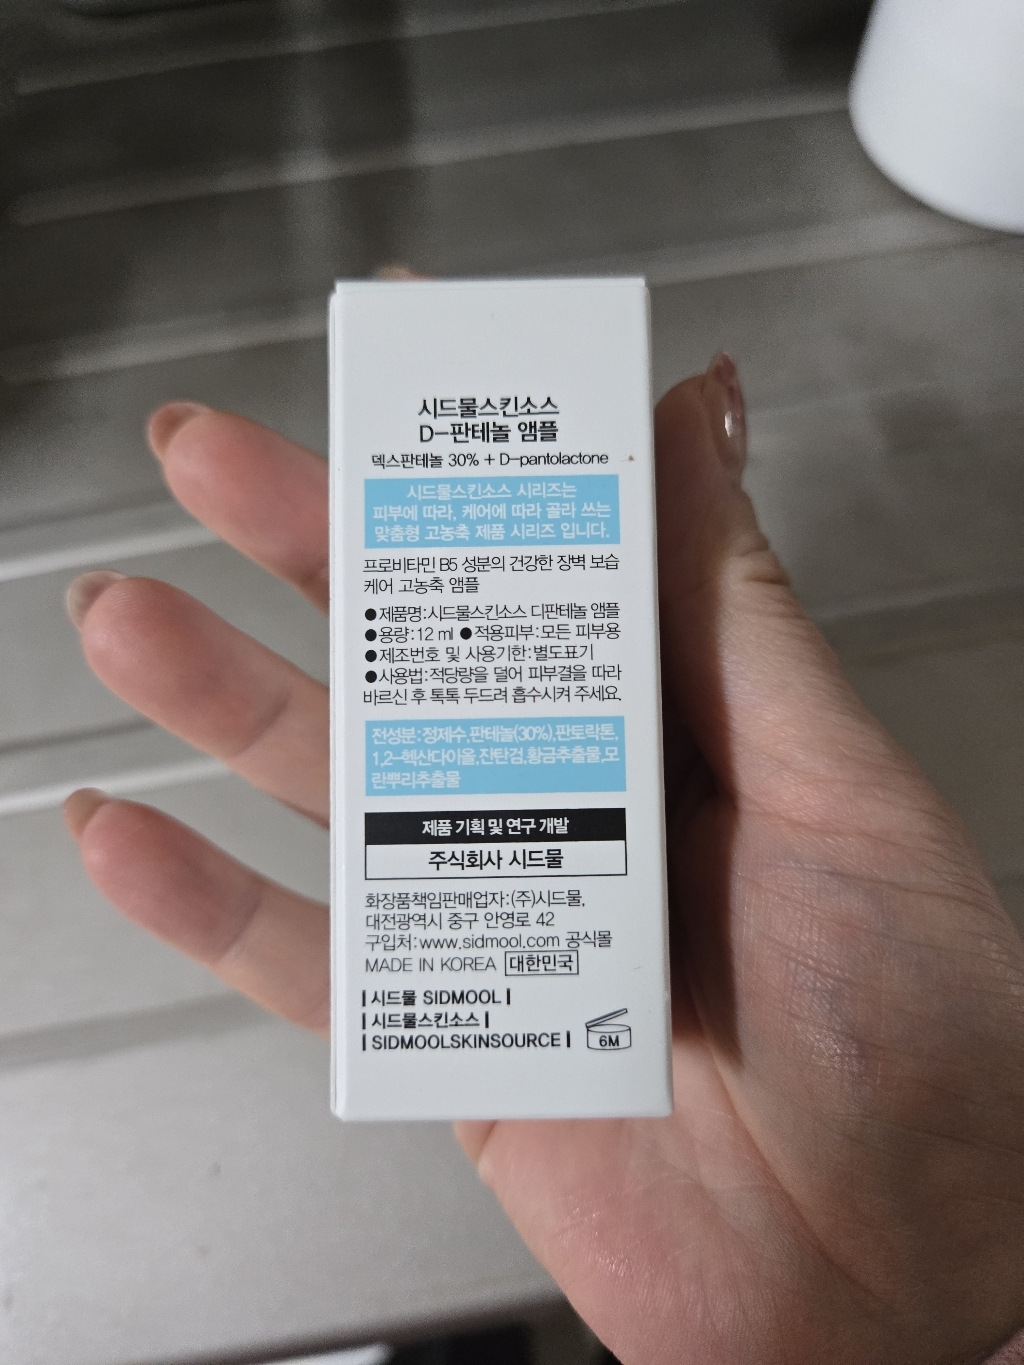 시드물스킨소스
D-판테놀 앰플
덱스판테놀 30% + D-pantolactone
시드물스킨소스 시리즈는
피부에 따라, 케어에 따라 골라 쓰는
맞춤형 고농축 제품 시리즈 입니다.
프로비타민 B5 성분의 건강한 장벽 보습
케어 고농축 앰플
●제품명:시드물스킨소스 디판테놀 앰플
●용량:12 ml ●적용피부:모든 피부용
●제조번호 및 사용기한:별도표기
●사용법:적당량을 덜어 피부결을 따라
바르신 후 톡톡 두드려 흡수시켜 주세요.
전성분:정제수,판테놀(30%),판토락톤,
1,2-헥산다이올,잔탄검,황금추출물,모
란뿌리추출물
제품 기획 및 연구 개발
주식회사 시드물
화장품책임판매업자:(주)시드물,
대전광역시 중구 안영로 42
구입처:www.sidmool.com 공식몰
MADE IN KOREA 대한민국
| 시드물 SIDMOOL |
| 시드물스킨소스 |
| SIDMOOLSKINSOURCE | 6M